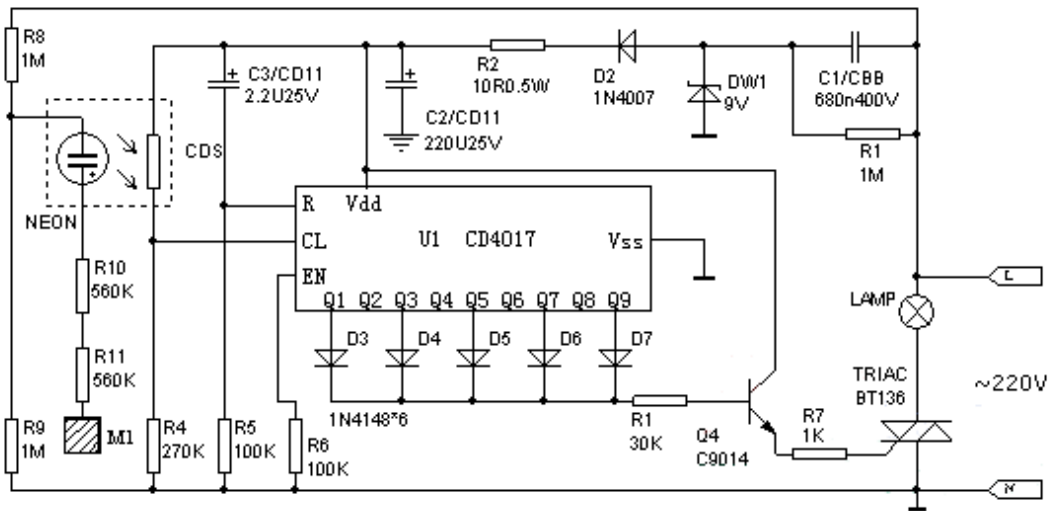 R8
1M
C3/CD11
2.2U25V
R2
10R0.5W
D2
1N4007
DW1
9V
C1/CBB
680n400V
C2/CD11
220U25V
R1
1M
CDS
NEON
R Vdd
CL
EN
U1 CD4017
Vss
Q1 Q2 Q3 Q4 Q5 Q6 Q7 Q8 Q9
R10
560K
R11
560K
M1
D3
D4
D5
D6
D7
1N4148*6
LAMP
L
TRIAC
BT136
~220V
R9
1M
R4
270K
R5
100K
R6
100K
R1
30K
Q4
C9014
R7
1K
N